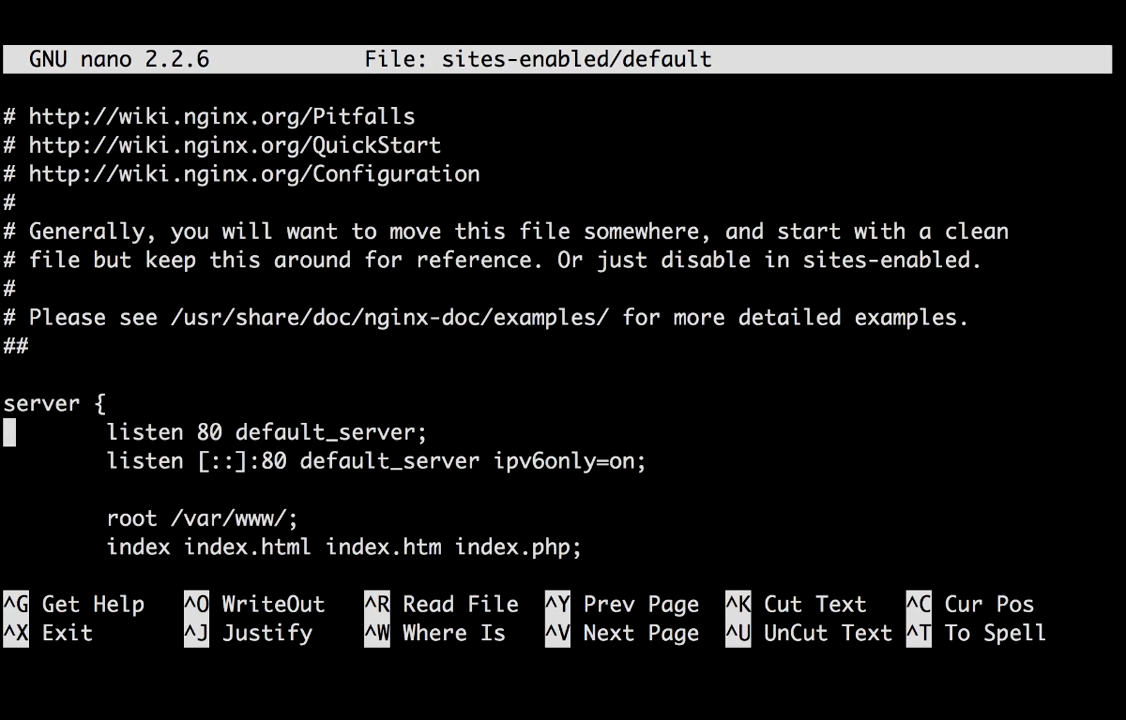 GNU nano 2.2.6 File: sites-enabled/default
# http://wiki.nginx.org/Pitfalls
# http://wiki.nginx.org/QuickStart
# http://wiki.nginx.org/Configuration
#
# Generally, you will want to move this file somewhere, and start with a clean
# file but keep this around for reference. Or just disable in sites-enabled.
#
# Please see /usr/share/doc/nginx-doc/examples/ for more detailed examples.
##
server {
listen 80 default_server;
listen [::]:80 default_server ipv6only=on;
root /var/www/;
index index.html index.htm index.php;
^G Get Help ^O WriteOut ^R Read File ^Y Prev Page ^K Cut Text ^C Cur Pos
^X Exit ^J Justify ^W Where Is ^V Next Page ^U UnCut Text ^T To Spell